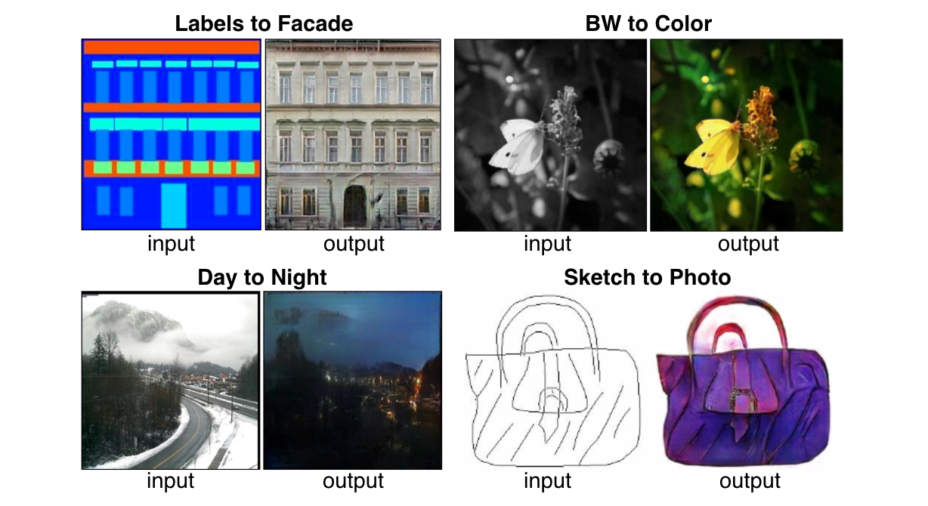 Labels to Facade
BW to Color
input
output
input
output
Day to Night
Sketch to Photo
input
output
input
output